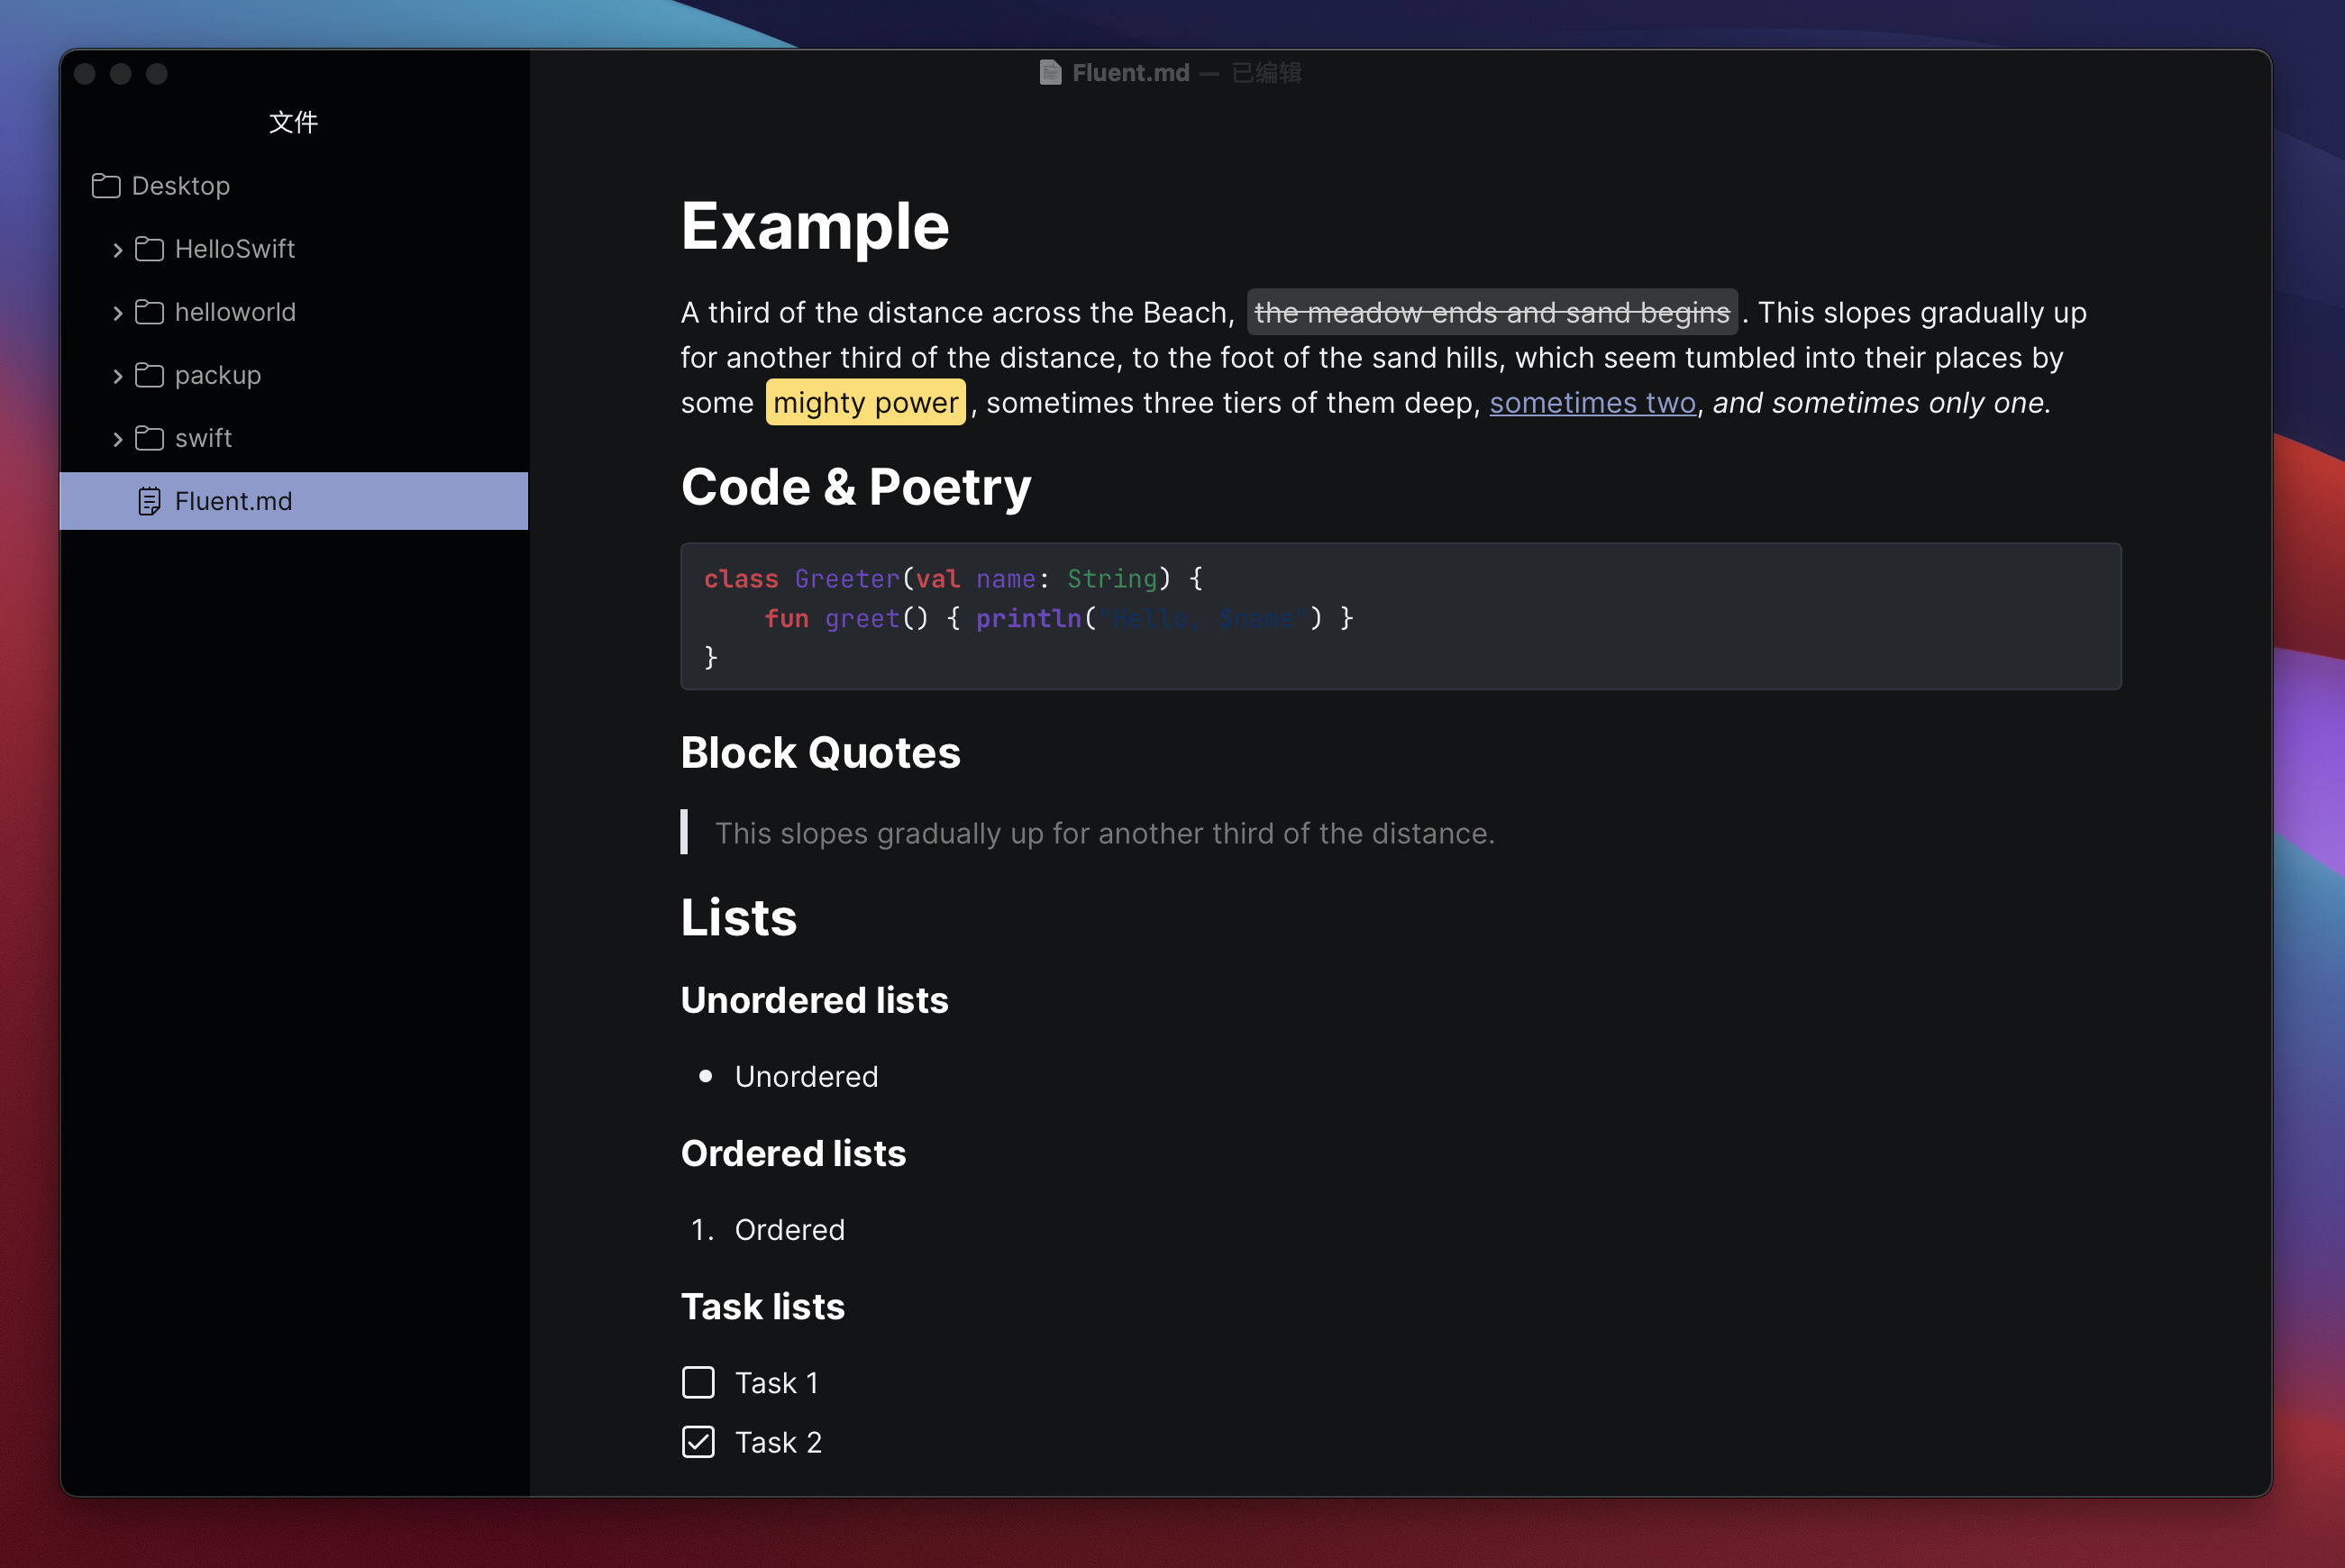 Fluent.md — 已编辑
文件
Desktop
HelloSwift
helloworld
packup
swift
Fluent.md
Example
A third of the distance across the Beach, the meadow ends and sand begins. This slopes gradually up
for another third of the distance, to the foot of the sand hills, which seem tumbled into their places by
some mighty power, sometimes three tiers of them deep, sometimes two, and sometimes only one.
Code & Poetry
class Greeter(val name: String) {
    fun greet() { println("Hello, $name") }
}
Block Quotes
This slopes gradually up for another third of the distance.
Lists
Unordered lists
• Unordered
Ordered lists
1. Ordered
Task lists
Task 1
Task 2